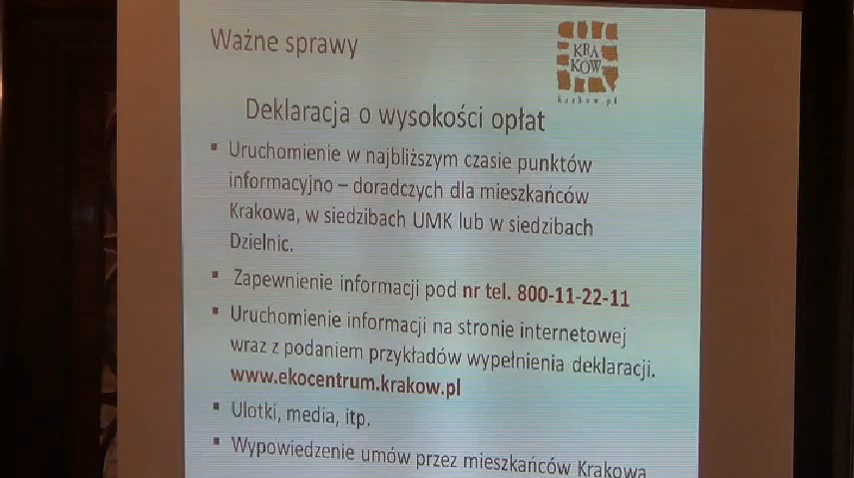 Ważne sprawy
KRA
KOW
krakow.pl
Deklaracja o wysokości opłat
▪ Uruchomienie w najbliższym czasie punktów
informacyjno – doradczych dla mieszkańców
Krakowa, w siedzibach UMK lub w siedzibach
Dzielnic.
▪ Zapewnienie informacji pod nr tel. 800-11-22-11
▪ Uruchomienie informacji na stronie internetowej
wraz z podaniem przykładów wypełnienia deklaracji.
www.ekocentrum.krakow.pl
▪ Ulotki, media, itp.
▪ Wypowiedzenie umów przez mieszkańców Krakowa